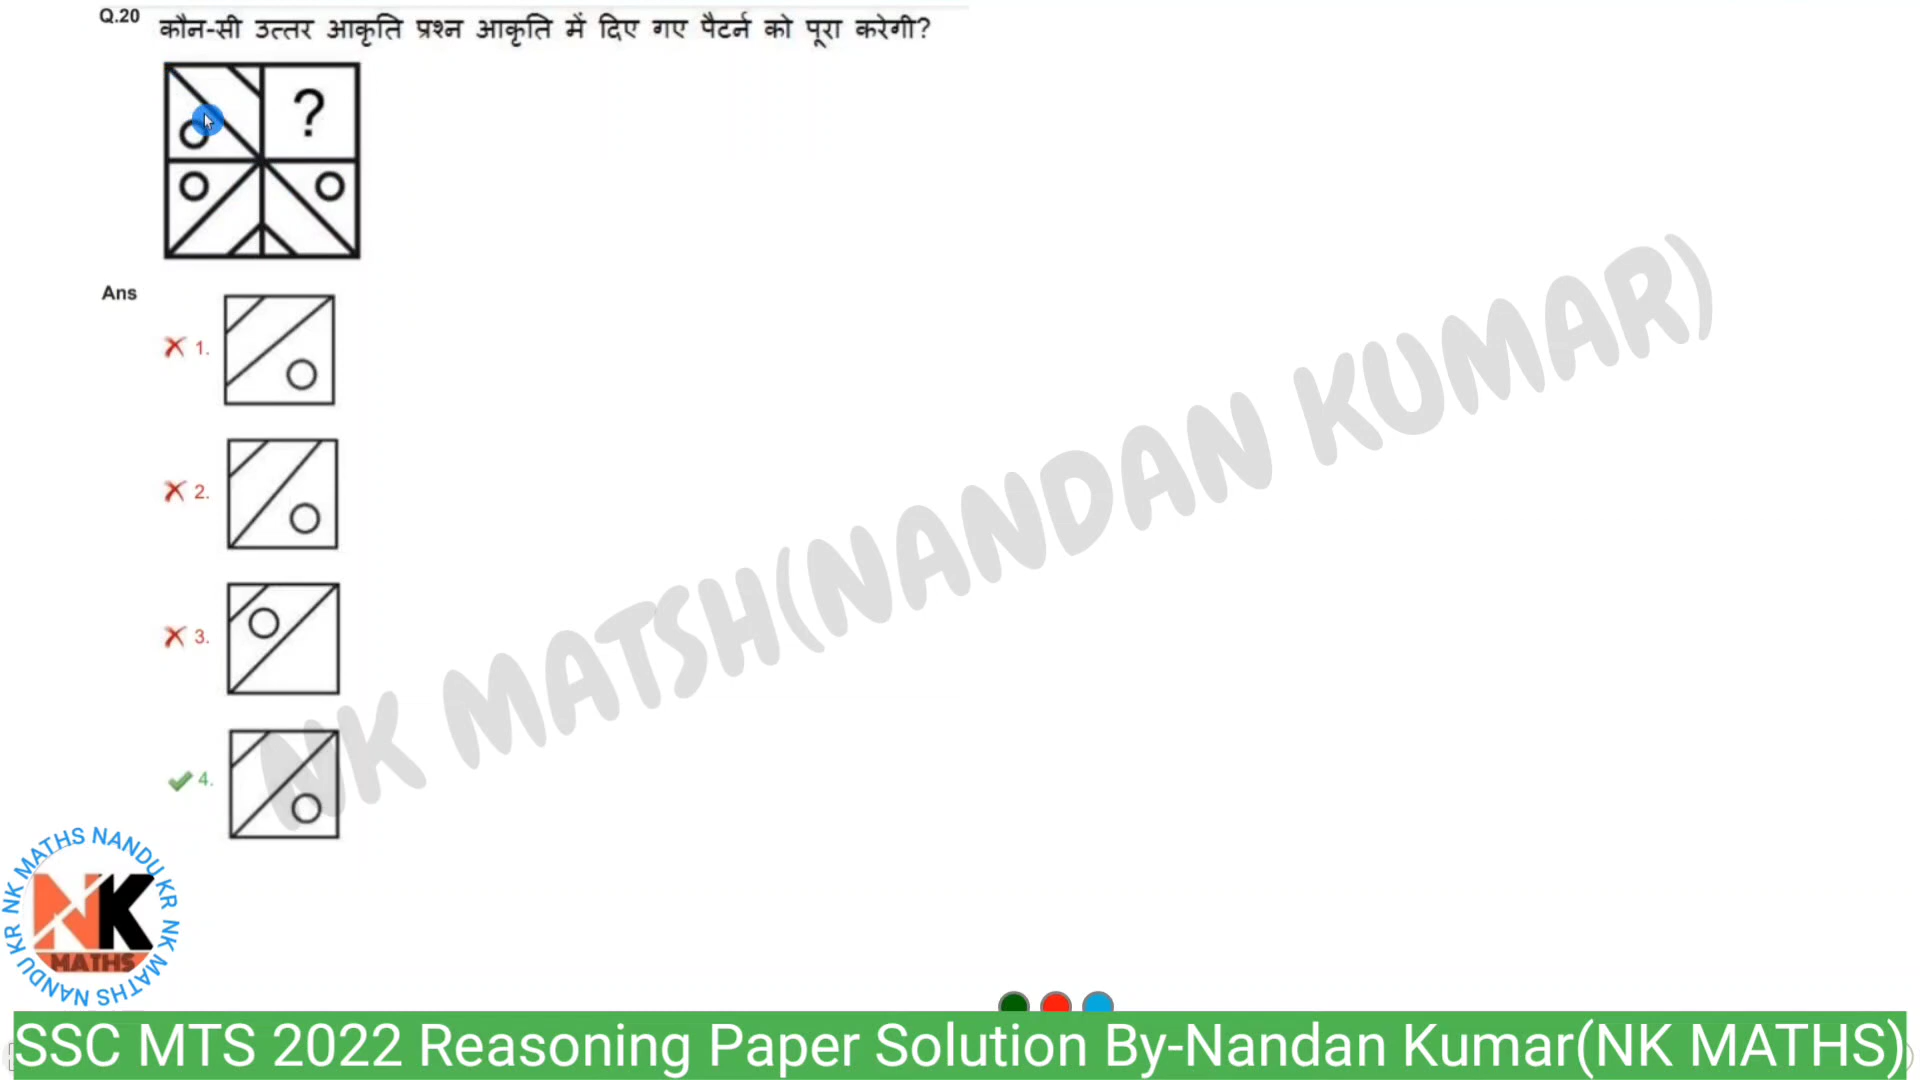 Q.20 कौन-सी उत्तर आकृति प्रश्न आकृति में दिए गए पैटर्न को पूरा करेगी?
?
Ans
1.
2.
3.
4.
NK MATSH(NANDAN KUMAR)
NK MATHS NANDU KR NK MATHS NANDU KR
NK
MATHS
SSC MTS 2022 Reasoning Paper Solution By-Nandan Kumar(NK MATHS)